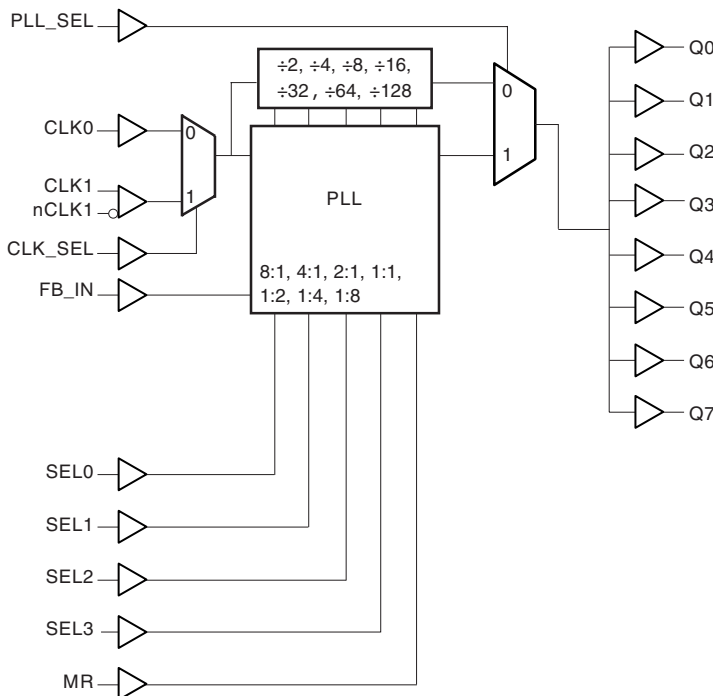 PLL_SEL
÷2, ÷4, ÷8, ÷16,
÷32 , ÷64, ÷128
0
1
CLK0
0
CLK1
nCLK1
1
CLK_SEL
FB_IN
PLL
8:1, 4:1, 2:1, 1:1,
1:2, 1:4, 1:8
Q0
Q1
Q2
Q3
Q4
Q5
Q6
Q7
SEL0
SEL1
SEL2
SEL3
MR